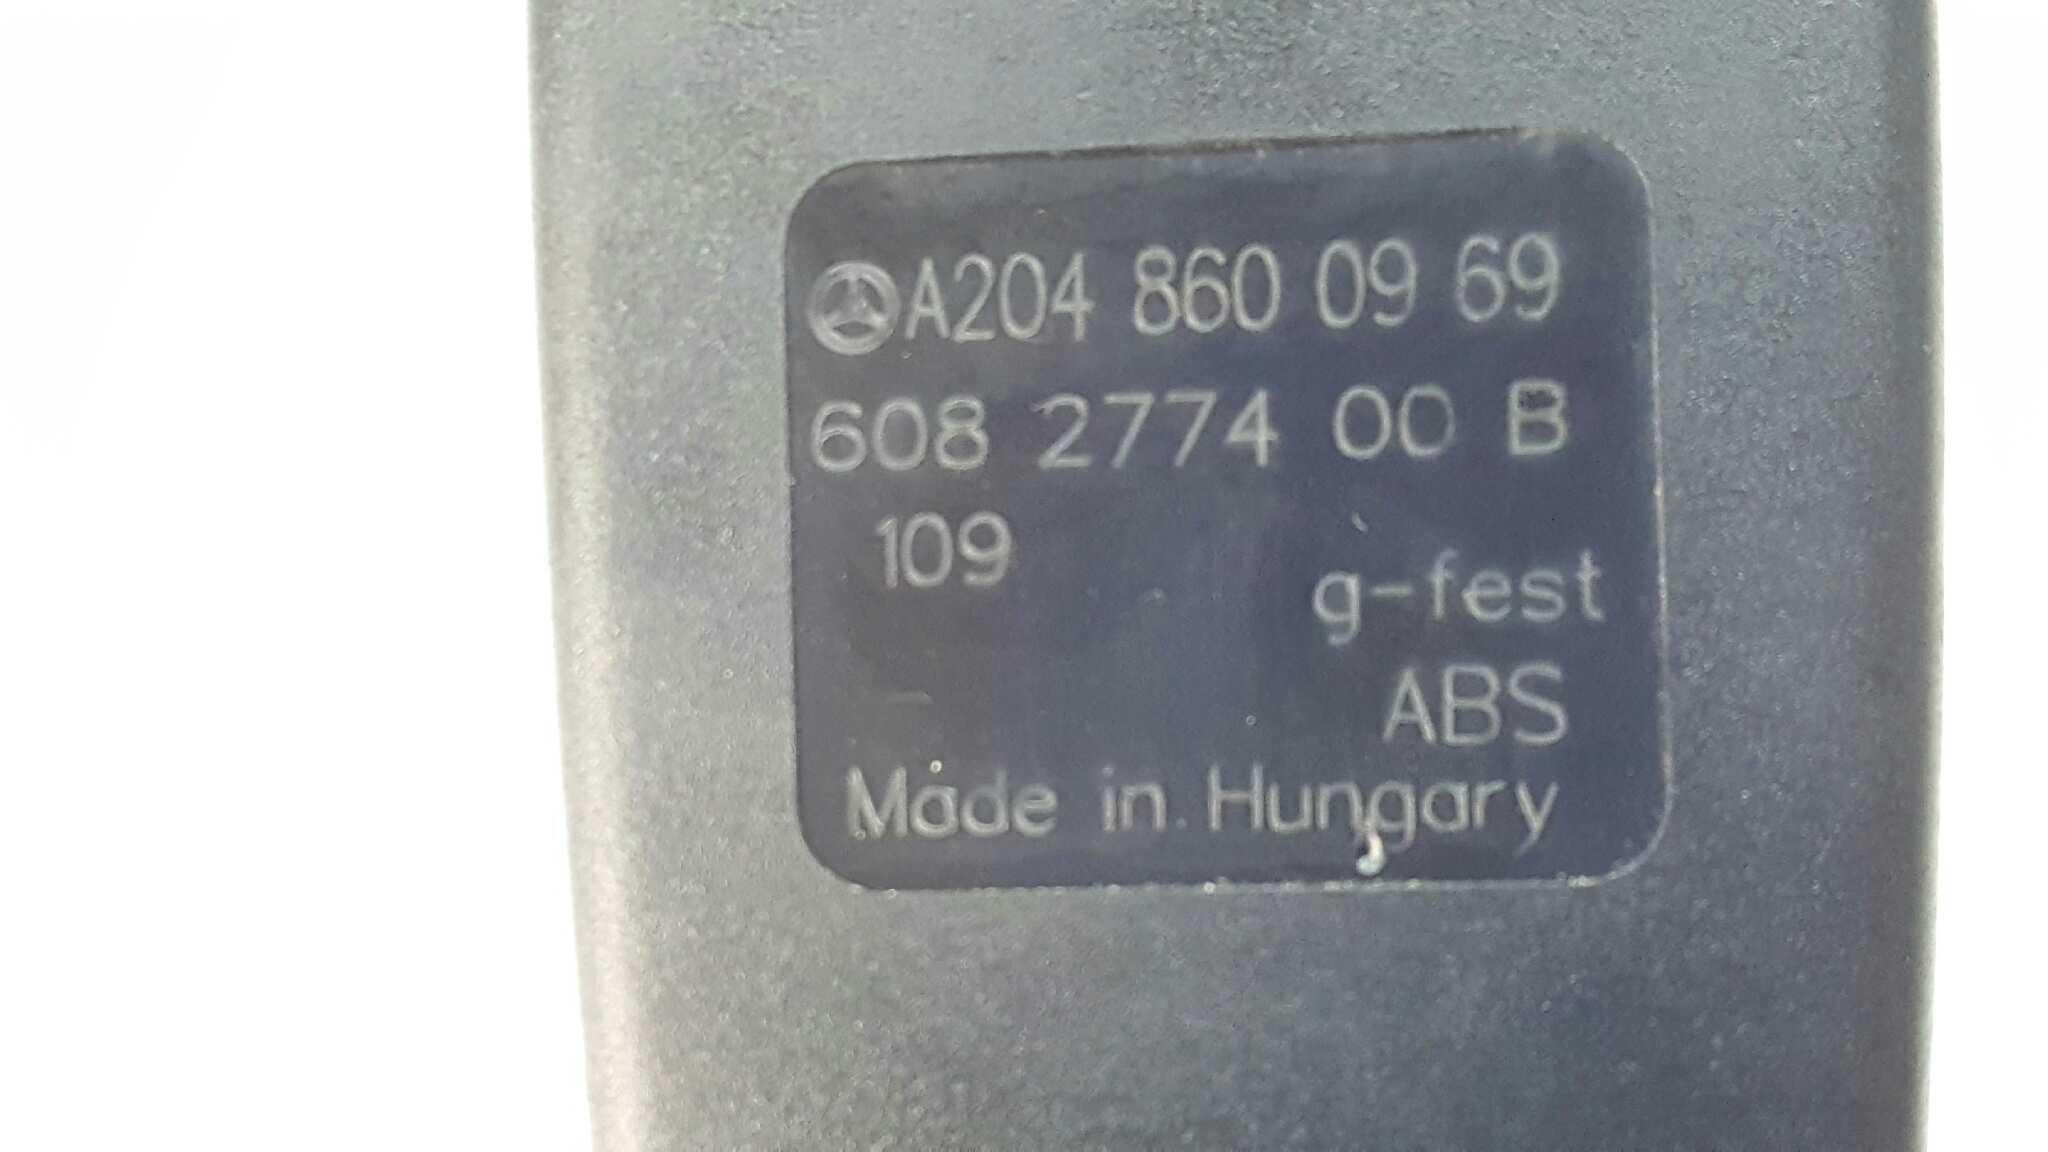 A204 860 09 69
608 2774 00 B
109
g-fest
ABS
Made in Hungary